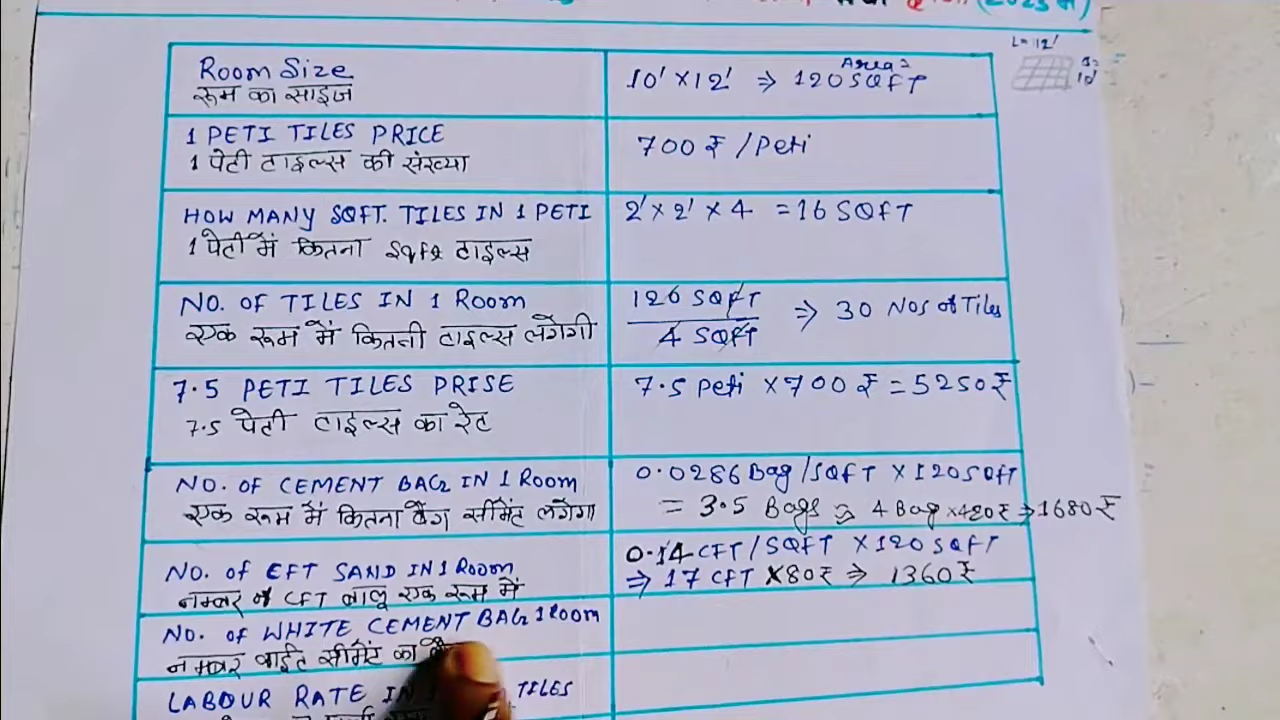 (2023 में)
L = 12'
10'
Room Size
रूम का साइज
Area =
10' × 12' ⇒ 120 SQFT
1 PETI TILES PRICE
1 पेटी टाइल्स की संख्या
700 ₹ /Peti
HOW MANY SQFT. TILES IN 1 PETI
1 पेटी में कितना Sqft टाइल्स
2' × 2' × 4 = 16 SQFT
NO. OF TILES IN 1 Room
एक रूम में कितनी टाइल्स लगेगी
120 SQFT
4 SQFT
⇒ 30 Nos of Tiles
7.5 PETI TILES PRISE
7.5 पेटी टाइल्स का रेट
7.5 Peti × 700 ₹ = 5250 ₹
NO. OF CEMENT BAG IN 1 Room
एक रूम में कितना बैग सीमेंट लगेगा
0.0286 Bag /SQFT × 120 SQFT
= 3.5 Bags ⇒ 4 Bag × 420 ₹ ⇒ 1680 ₹
NO. OF CFT SAND IN 1 Room
नम्बर of CFT बालू एक रूम में
0.14 CFT / SQFT × 120 SQFT
⇒ 17 CFT × 80 ₹ ⇒ 1360 ₹
NO. OF WHITE CEMENT BAG 1 Room
नम्बर वाईट सीमेंट का
LABOUR RATE IN TILES